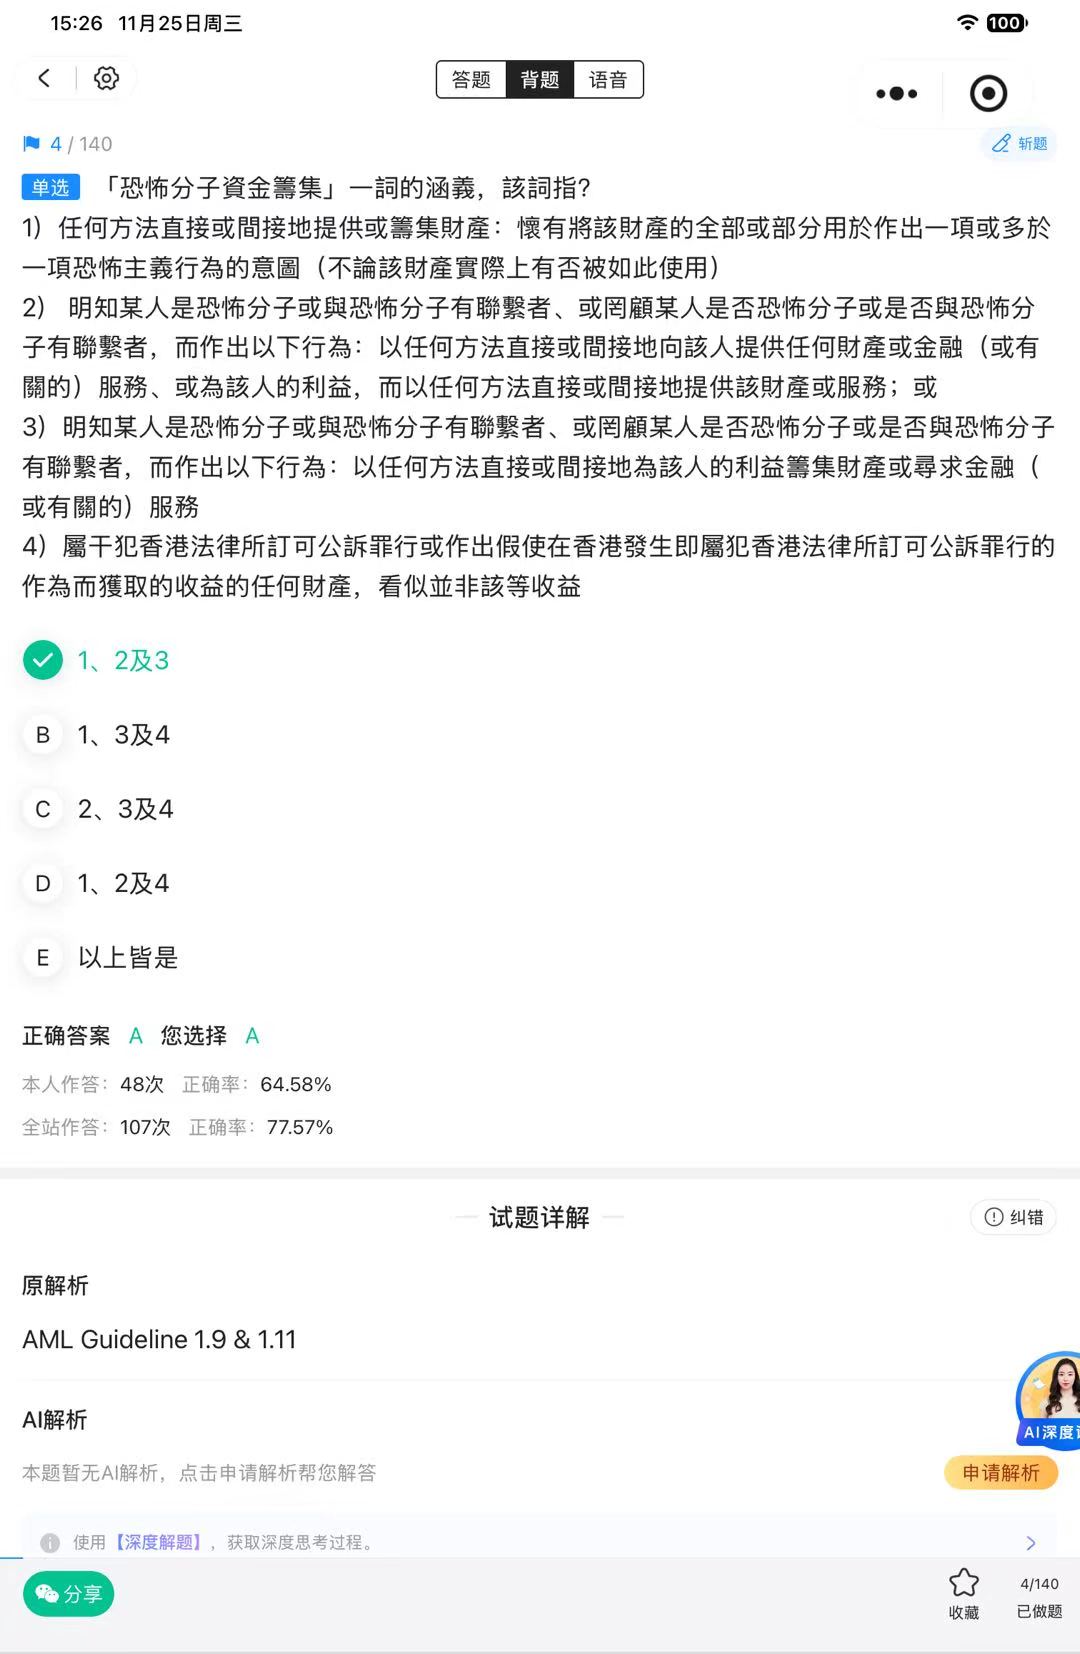 15:26 11月25日周三
100
答题 背题 语音
4 / 140
斩题
单选 「恐怖分子資金籌集」一詞的涵義，該詞指？
1）任何方法直接或間接地提供或籌集財產：懷有將該財產的全部或部分用於作出一項或多於
一項恐怖主義行為的意圖（不論該財產實際上有否被如此使用）
2） 明知某人是恐怖分子或與恐怖分子有聯繫者、或罔顧某人是否恐怖分子或是否與恐怖分
子有聯繫者，而作出以下行為：以任何方法直接或間接地向該人提供任何財產或金融（或有
關的）服務、或為該人的利益，而以任何方法直接或間接地提供該財產或服務；或
3）明知某人是恐怖分子或與恐怖分子有聯繫者、或罔顧某人是否恐怖分子或是否與恐怖分子
有聯繫者，而作出以下行為：以任何方法直接或間接地為該人的利益籌集財產或尋求金融（
或有關的）服務
4）屬干犯香港法律所訂可公訴罪行或作出假使在香港發生即屬犯香港法律所訂可公訴罪行的
作為而獲取的收益的任何財產，看似並非該等收益
1、2及3
B 1、3及4
C 2、3及4
D 1、2及4
E 以上皆是
正确答案 A 您选择 A
本人作答：48次 正确率：64.58%
全站作答：107次 正确率：77.57%
试题详解
纠错
原解析
AML Guideline 1.9 & 1.11
AI解析
AI深度
本题暂无AI解析，点击申请解析帮您解答
申请解析
使用【深度解题】，获取深度思考过程。
分享
收藏
4/140
已做题